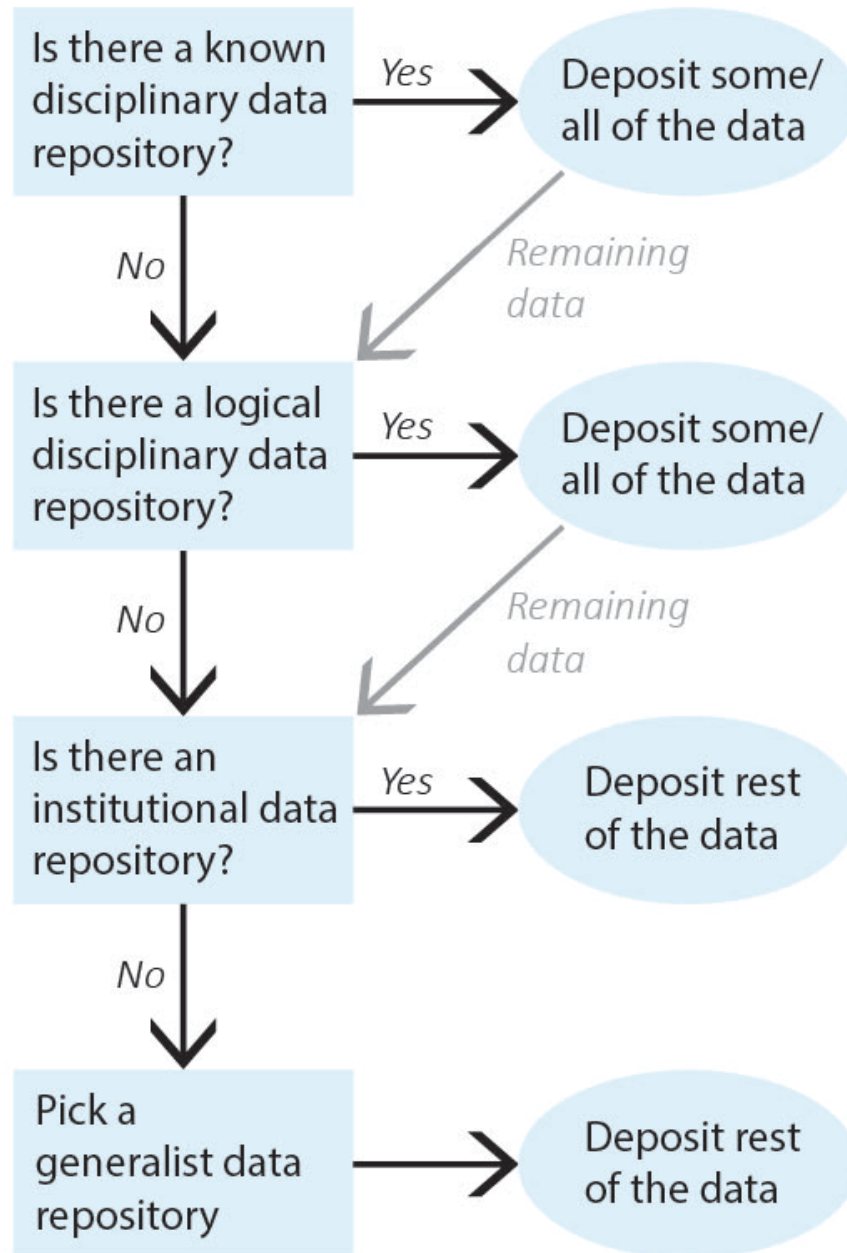 Is there a known
disciplinary data
repository?
Yes
Deposit some/
all of the data
No
Remaining
data
Is there a logical
disciplinary data
repository?
Yes
Deposit some/
all of the data
No
Remaining
data
Is there an
institutional data
repository?
Yes
Deposit rest
of the data
No
Pick a
generalist data
repository
Deposit rest
of the data